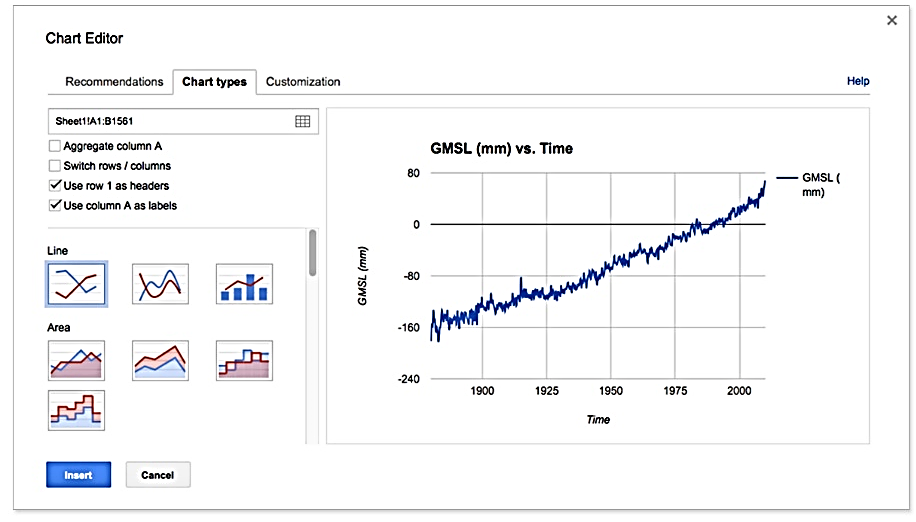 Chart Editor
Recommendations Chart types Customization Help
Sheet1!A1:B1561
Aggregate column A
Switch rows / columns
Use row 1 as headers
Use column A as labels
Line
Area
Insert Cancel
GMSL (mm) vs. Time
80
0
-80
-160
-240
GMSL (mm)
1900 1925 1950 1975 2000
Time
GMSL (
mm)